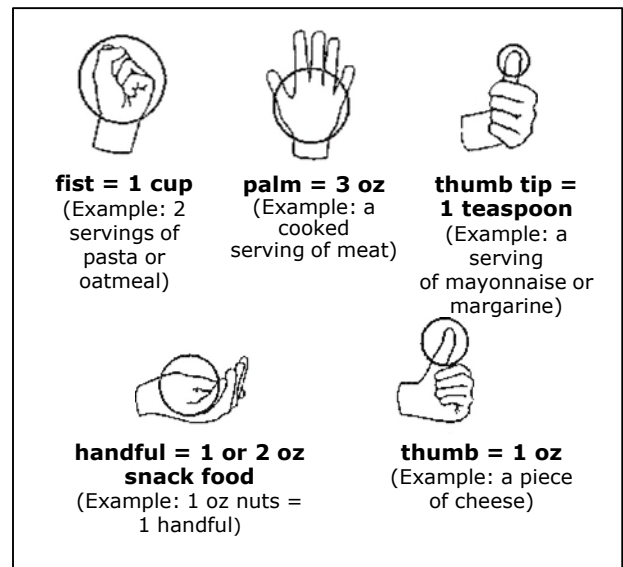 fist = 1 cup
(Example: 2
servings of
pasta or
oatmeal)
palm = 3 oz
(Example: a
cooked
serving of meat)
thumb tip =
1 teaspoon
(Example: a
serving
of mayonnaise or
margarine)
handful = 1 or 2 oz
snack food
(Example: 1 oz nuts =
1 handful)
thumb = 1 oz
(Example: a piece
of cheese)